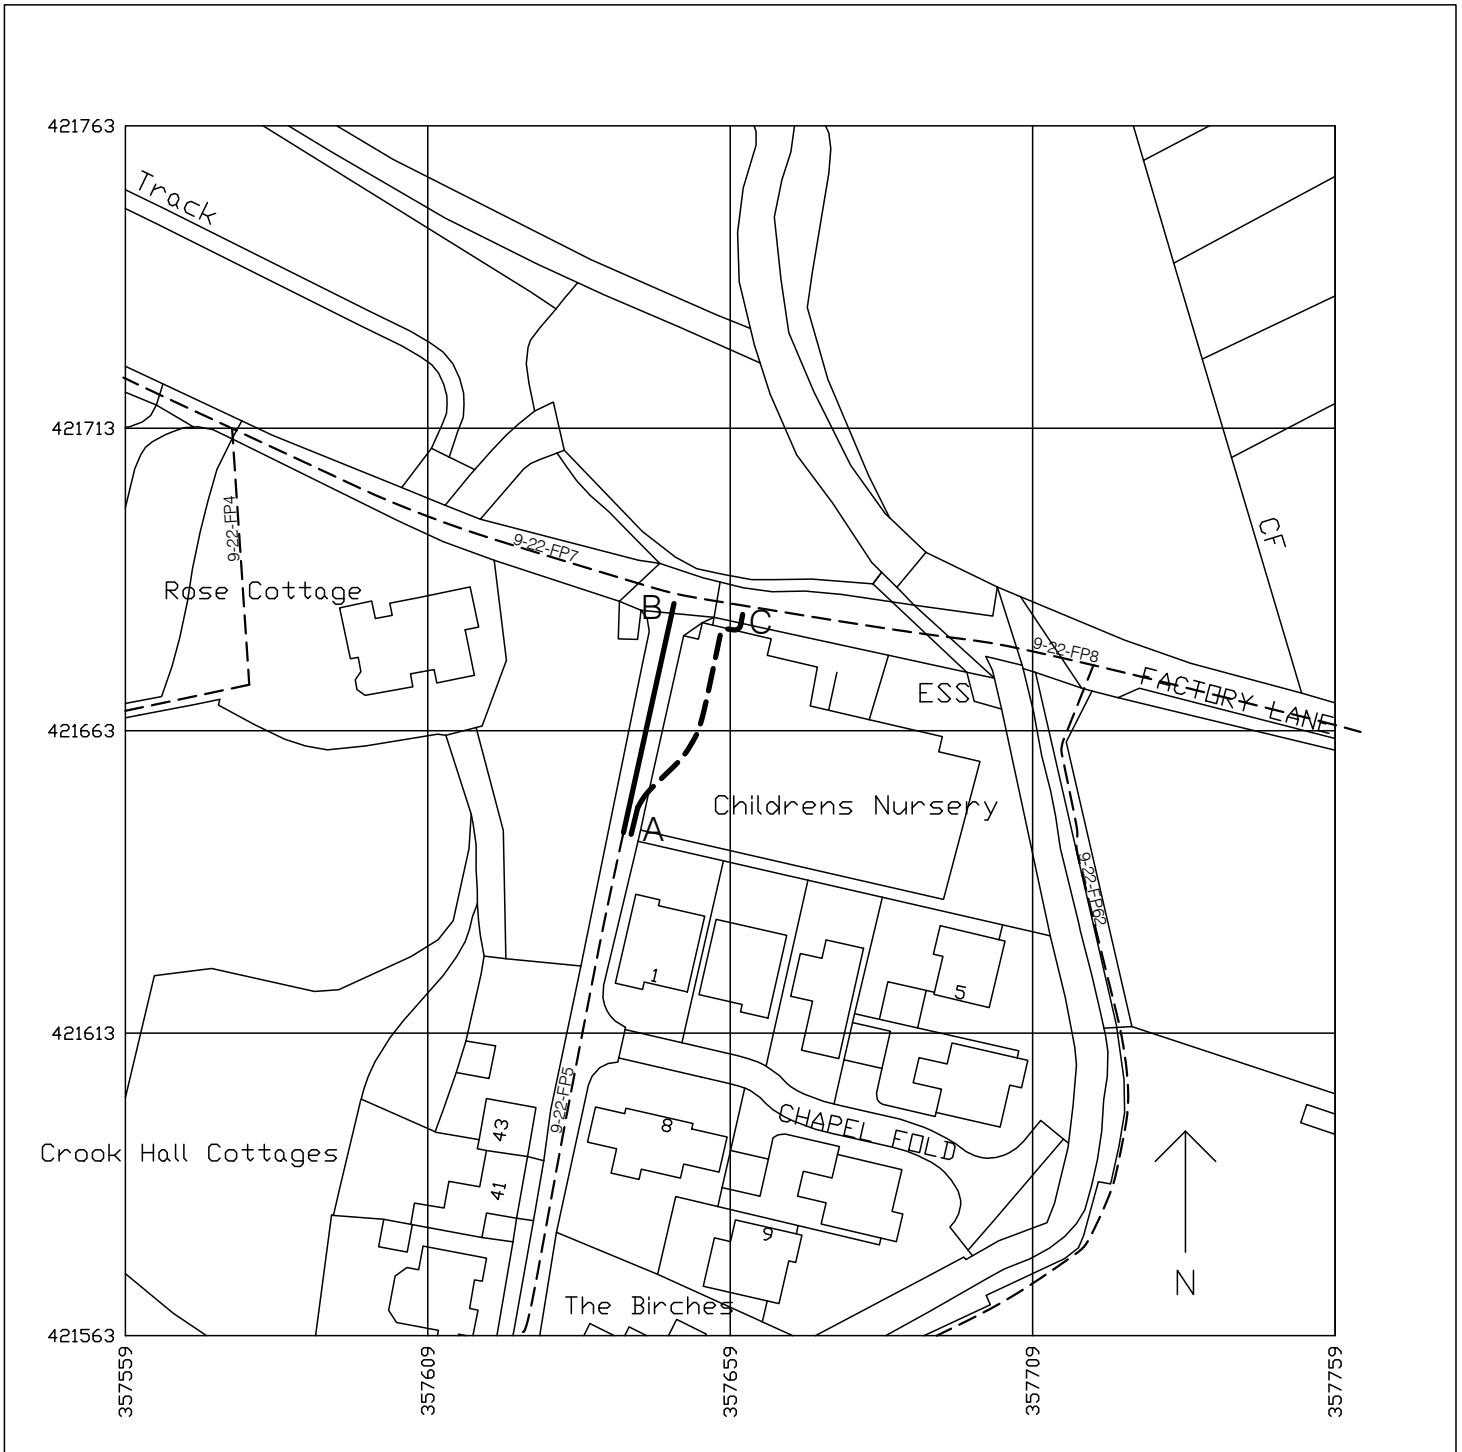 421763
Track
421713
9-22-FP4
9-22-FP7
CF
Rose Cottage
B
C
9-22-FP8
ESS
FACTORY LANE
421663
Childrens Nursery
A
9-22-FP62
1
5
421613
9-22-FP5
43
8
CHAPEL FOLD
Crook Hall Cottages
41
9
N
The Birches
421563
357559
357609
357659
357709
357759